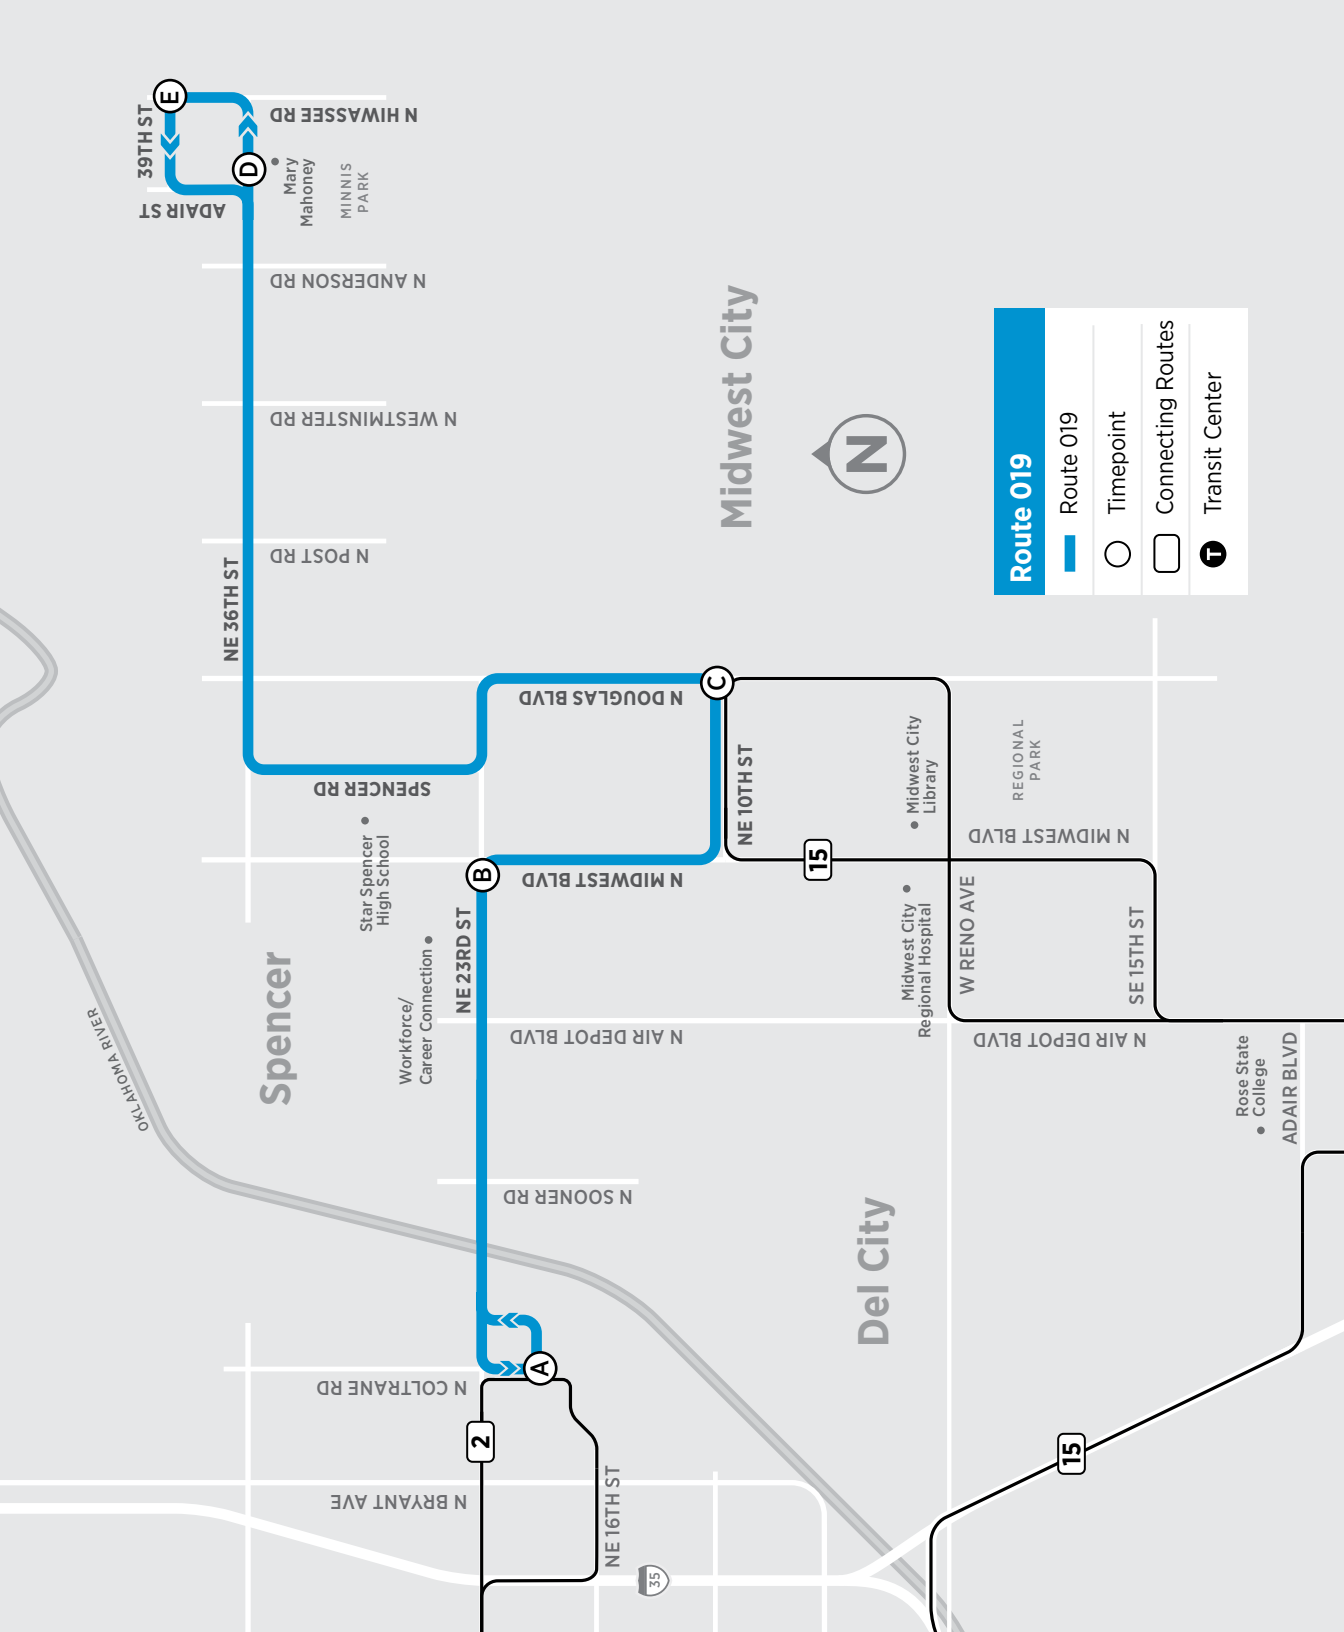 E
39TH ST
N HIWASSEE RD
D
Mary
Mahoney
MINNIS
PARK
ADAIR ST
N ANDERSON RD
N WESTMINSTER RD
N POST RD
NE 36TH ST
Midwest City
N
Route 019
Route 019
Timepoint
Connecting Routes
T
Transit Center
N DOUGLAS BLVD
C
SPENCER RD
NE 10TH ST
Midwest City
Library
REGIONAL
PARK
Star Spencer
High School
B
N MIDWEST BLVD
15
N MIDWEST BLVD
NE 23RD ST
Workforce/
Career Connection
Midwest City
Regional Hospital
W RENO AVE
SE 15TH ST
Spencer
OKLAHOMA RIVER
N AIR DEPOT BLVD
N AIR DEPOT BLVD
Rose State
College
ADAIR BLVD
N SOONER RD
Del City
A
N COLTRANE RD
2
15
N BRYANT AVE
NE 16TH ST
35